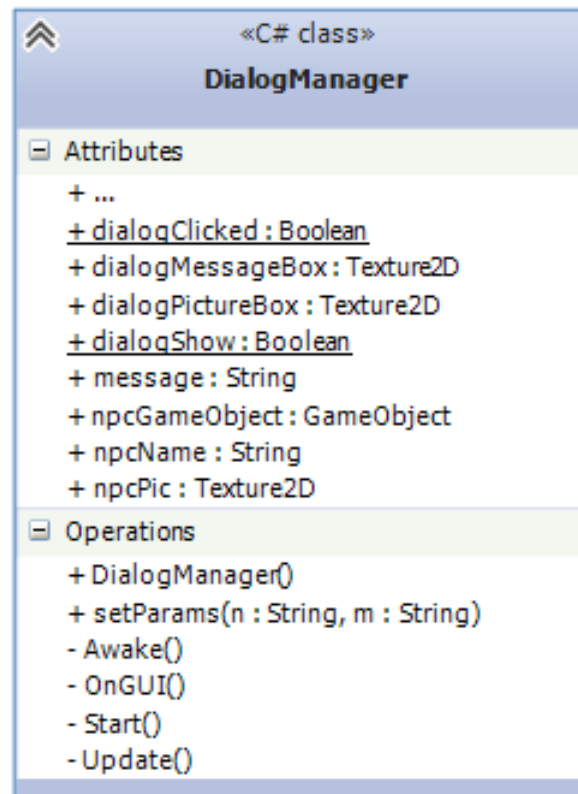 «C# class»
DialogManager
Attributes
+ ...
+ dialogClicked : Boolean
+ dialogMessageBox : Texture2D
+ dialogPictureBox : Texture2D
+ dialogShow : Boolean
+ message : String
+ npcGameObject : GameObject
+ npcName : String
+ npcPic : Texture2D
Operations
+ DialogManager()
+ setParams(n : String, m : String)
- Awake()
- OnGUI()
- Start()
- Update()